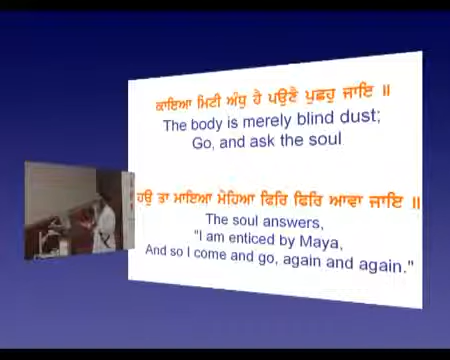 ਕਾਇਆ ਮਿਟੀ ਅੰਧੁ ਹੈ ਪਉਣੈ ਪੁਛਹੁ ਜਾਇ ॥
The body is merely blind dust;
Go, and ask the soul
ਹਉ ਤਾ ਮਾਇਆ ਮੋਹਿਆ ਫਿਰਿ ਫਿਰਿ ਆਵਾ ਜਾਇ ॥
The soul answers,
"I am enticed by Maya,
And so I come and go, again and again."